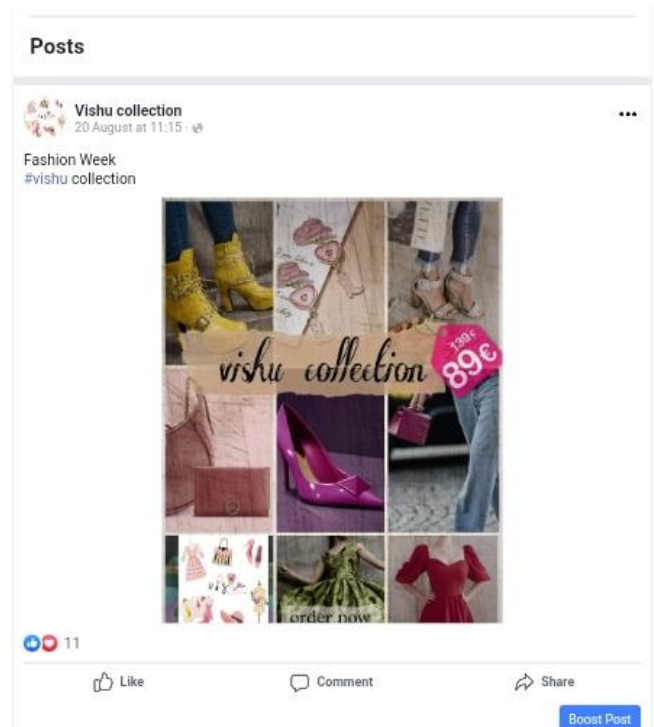 Posts
Vishu collection
20 August at 11:15
Fashion Week
#vishu collection
vishu collection
139€
89€
vishu
order now
11
Like
Comment
Share
Boost Post